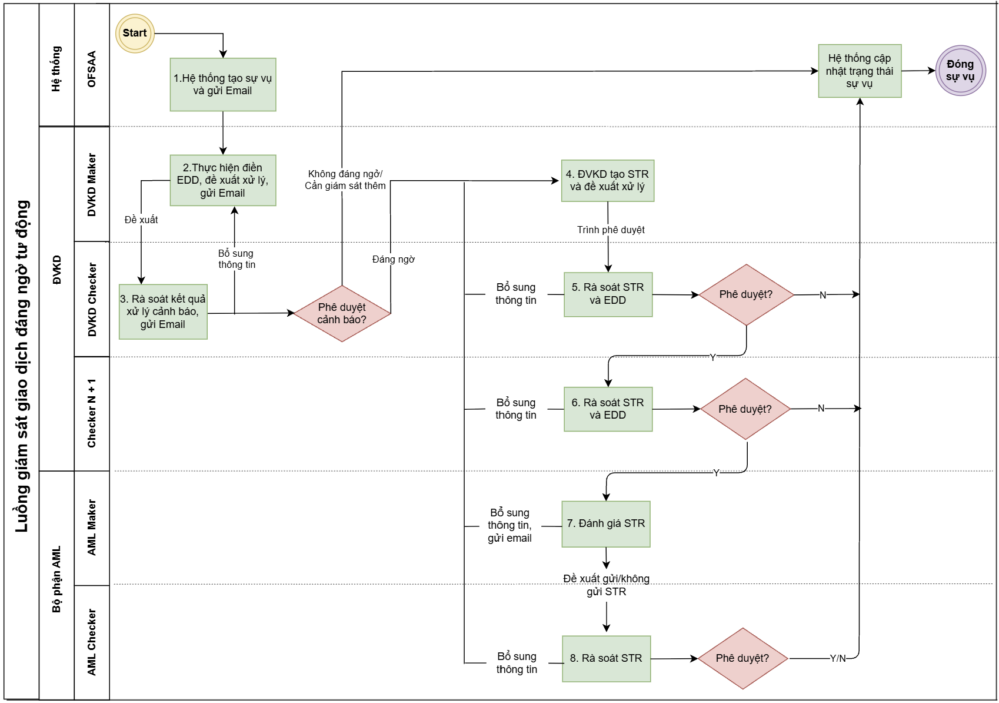 Luồng giám sát giao dịch đáng ngờ tư động
Hệ thống
OFSAA
Start
1.Hệ thống tạo sự vụ
và gửi Email
Hệ thống cập
nhật trạng thái
sự vụ
Đóng
sự vụ
ĐVKD
DVKD Maker
2.Thực hiện điền
EDD, đề xuất xử lý,
gửi Email
Không đáng ngở/
Cần giám sát thêm
4. ĐVKD tạo STR
và đề xuất xử lý
Đề xuất
Trình phê duyệt
DVKD Checker
Bổ sung
thông tin
Đáng ngờ
3. Rà soát kết quả
xử lý cảnh báo,
gửi Email
Phê duyệt
cảnh báo?
Bổ sung
thông tin
5. Rà soát STR
và EDD
Phê duyệt?
N
Y
Checker N + 1
Bổ sung
thông tin
6. Rà soát STR
và EDD
Phê duyệt?
N
Y
Bộ phận AML
AML Maker
Bổ sung
thông tin,
gửi email
7. Đánh giá STR
Đề xuất gửi/không
gửi STR
AML Checker
Bổ sung
thông tin
8. Rà soát STR
Phê duyệt?
Y/N